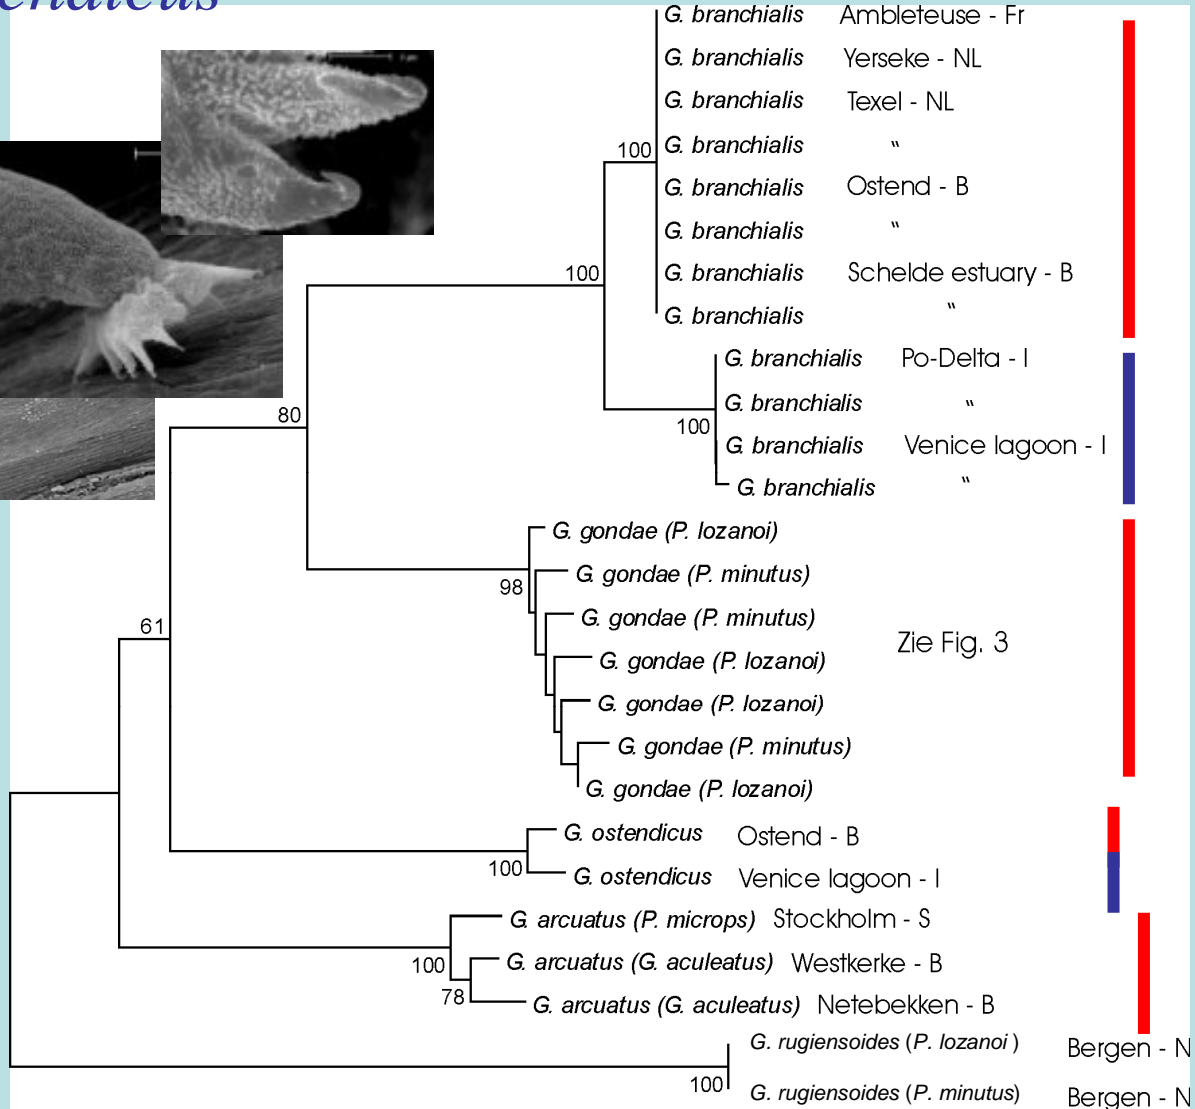 G. branchialis Ambleteuse - Fr
G. branchialis Yerseke - NL
G. branchialis Texel - NL
G. branchialis "
100
G. branchialis Ostend - B
G. branchialis "
100
G. branchialis Schelde estuary - B
G. branchialis "
G. branchialis Po-Delta - I
G. branchialis "
80
100
G. branchialis Venice lagoon - I
G. branchialis "
G. gondae (P. lozanoi)
G. gondae (P. minutus)
98
G. gondae (P. minutus)
61
Zie Fig. 3
G. gondae (P. lozanoi)
G. gondae (P. lozanoi)
G. gondae (P. minutus)
G. gondae (P. lozanoi)
G. ostendicus Ostend - B
100
G. ostendicus Venice lagoon - I
G. arcuatus (P. microps) Stockholm - S
100
G. arcuatus (G. aculeatus) Westkerke - B
78
G. arcuatus (G. aculeatus) Netebekken - B
G. rugiensoides (P. lozanoi ) Bergen - N
100
G. rugiensoides (P. minutus) Bergen - N